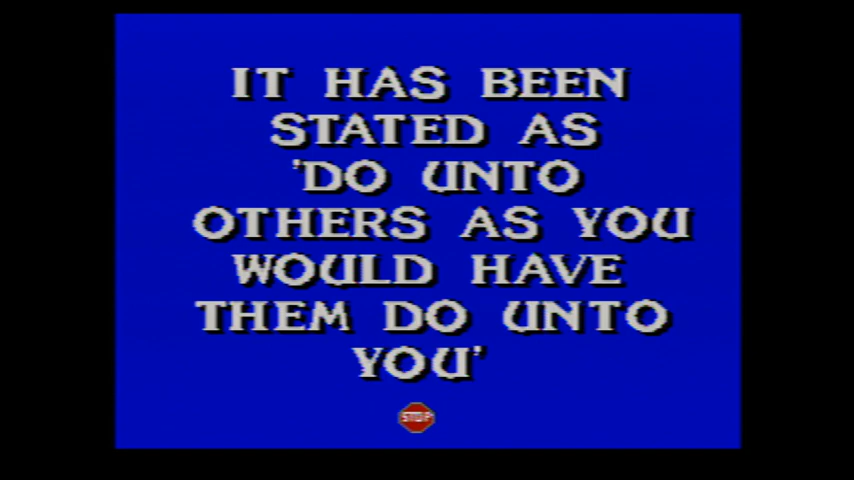 IT HAS BEEN
STATED AS
'DO UNTO
OTHERS AS YOU
WOULD HAVE
THEM DO UNTO
YOU'
STOP